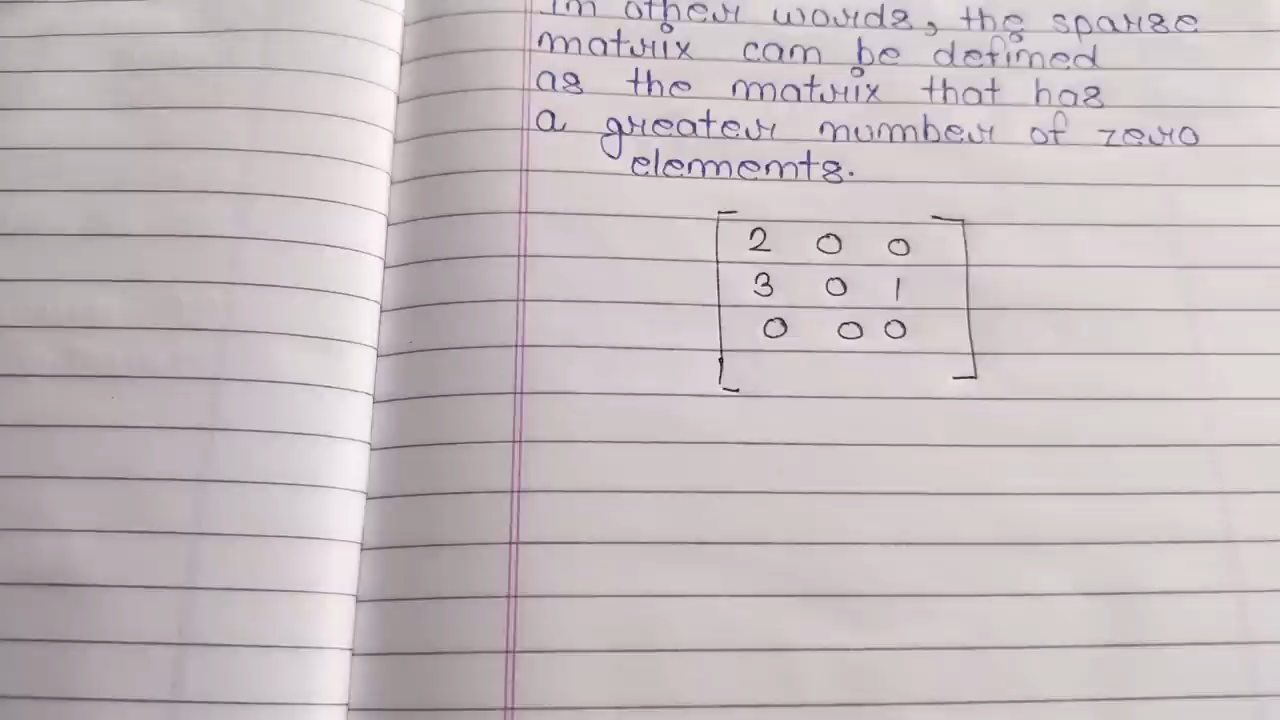 In other words, the sparse
matrix can be defined
as the matrix that has
a greater number of zero
elements.
2 0 0
3 0 1
0 0 0